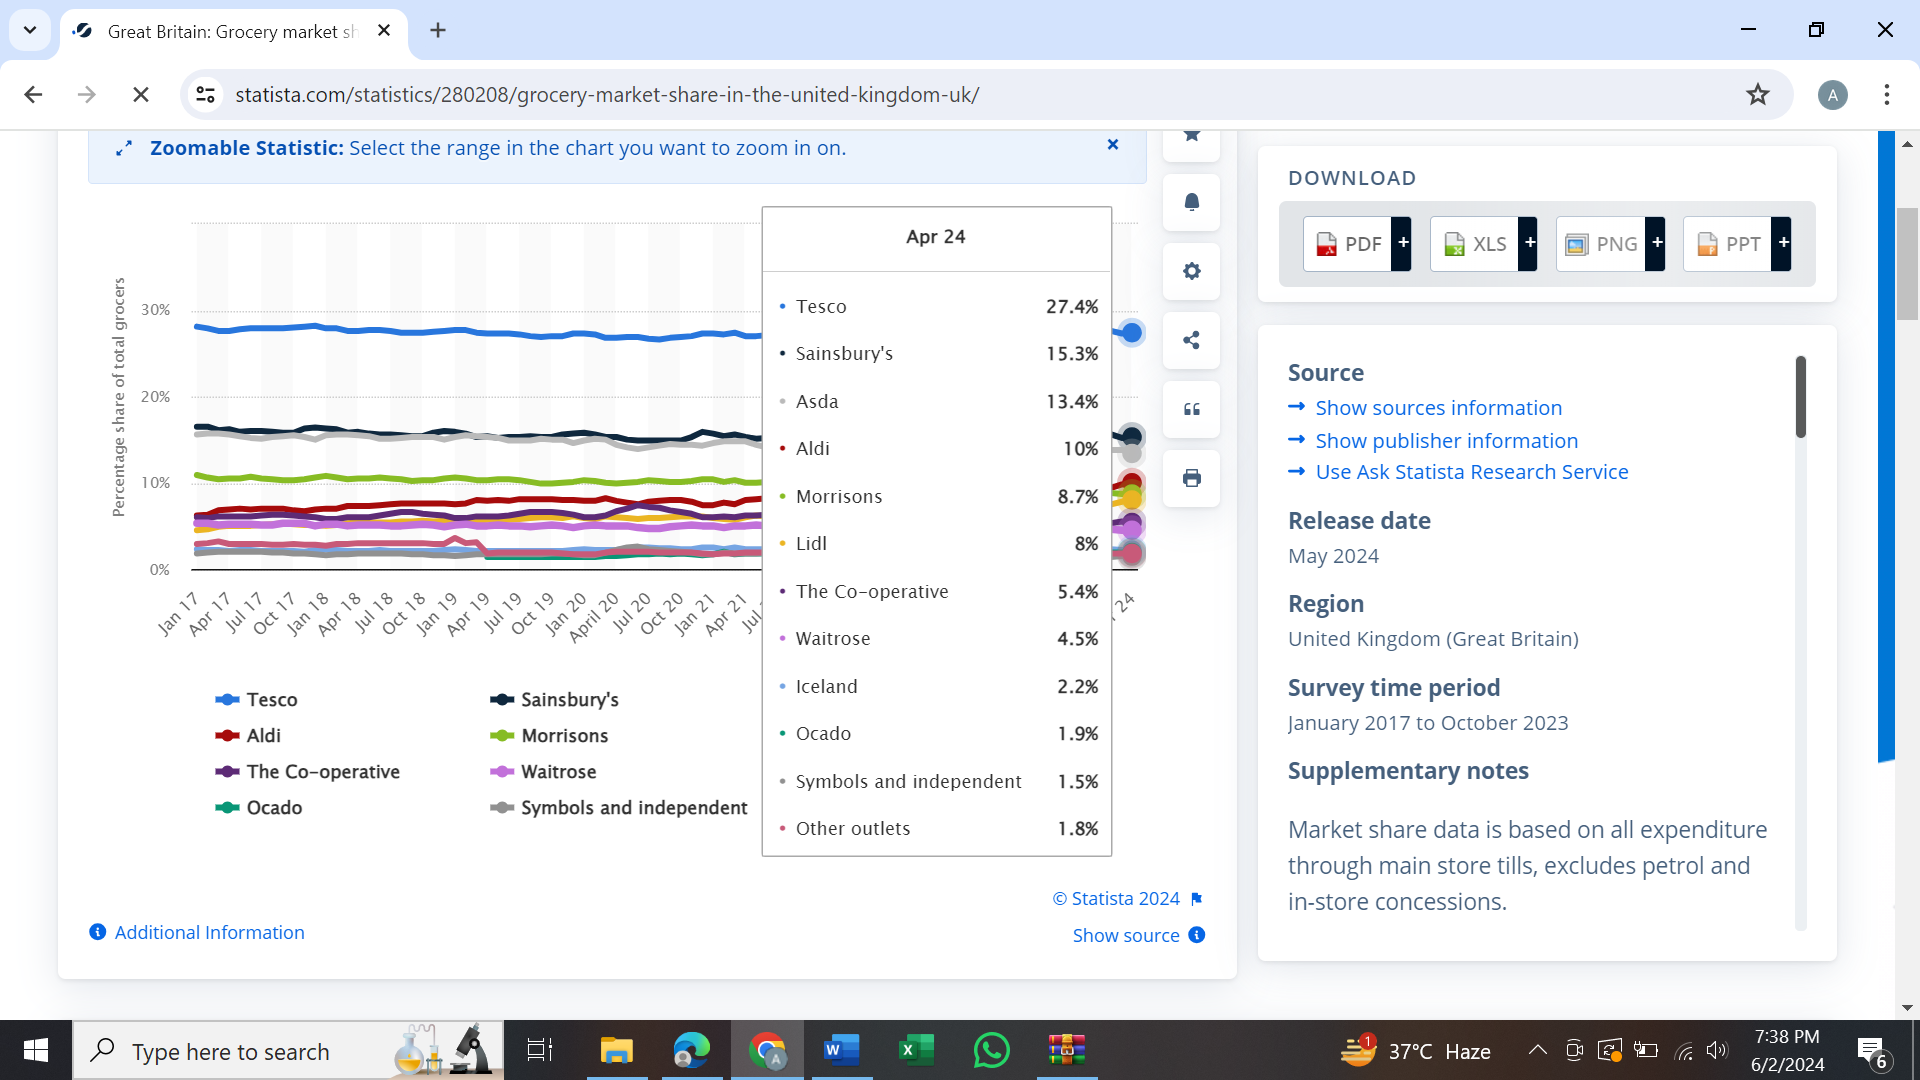 Great Britain: Grocery market sh
statista.com/statistics/280208/grocery-market-share-in-the-united-kingdom-uk/
A
Zoomable Statistic: Select the range in the chart you want to zoom in on.
Percentage share of total grocers
30%
20%
10%
0%
Jan 17
Apr 17
Jul 17
Oct 17
Jan 18
Apr 18
Jul 18
Oct 18
Jan 19
Apr 19
Jul 19
Oct 19
Jan 20
April 20
Jul 20
Oct 20
Jan 21
Apr 21
24
Apr 24
Tesco 27.4%
Sainsbury's 15.3%
Asda 13.4%
Aldi 10%
Morrisons 8.7%
Lidl 8%
The Co-operative 5.4%
Waitrose 4.5%
Iceland 2.2%
Ocado 1.9%
Symbols and independent 1.5%
Other outlets 1.8%
Tesco Sainsbury's
Aldi Morrisons
The Co-operative Waitrose
Ocado Symbols and independent
© Statista 2024
Additional Information
Show source
DOWNLOAD
PDF + XLS + PNG + PPT +
Source
Show sources information
Show publisher information
Use Ask Statista Research Service
Release date
May 2024
Region
United Kingdom (Great Britain)
Survey time period
January 2017 to October 2023
Supplementary notes
Market share data is based on all expenditure
through main store tills, excludes petrol and
in-store concessions.
Type here to search
1
37°C Haze
7:38 PM
6/2/2024
6